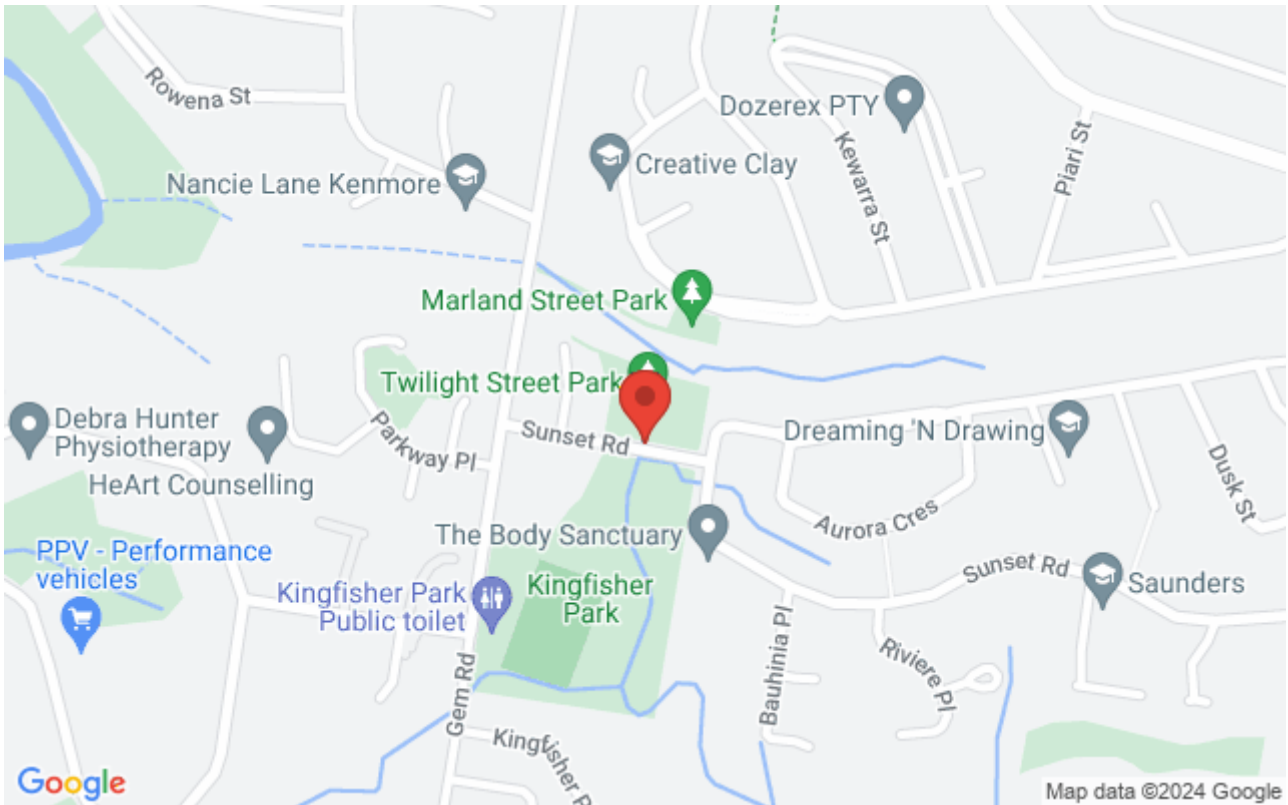 Rowena St
Dozerex PTY
Piari St
Creative Clay
Kewarra St
Nancie Lane Kenmore
Marland Street Park
Twilight Street Park
Debra Hunter
Physiotherapy
Parkway Pl
Sunset Rd
Dreaming 'N Drawing
HeArt Counselling
Dusk St
Aurora Cres
The Body Sanctuary
PPV - Performance
vehicles
Sunset Rd
Saunders
Kingfisher Park
Public toilet
Kingfisher
Park
Riviere Pl
Bauhinia Pl
Gem Rd
Kingfisher
Google
Map data ©2024 Google